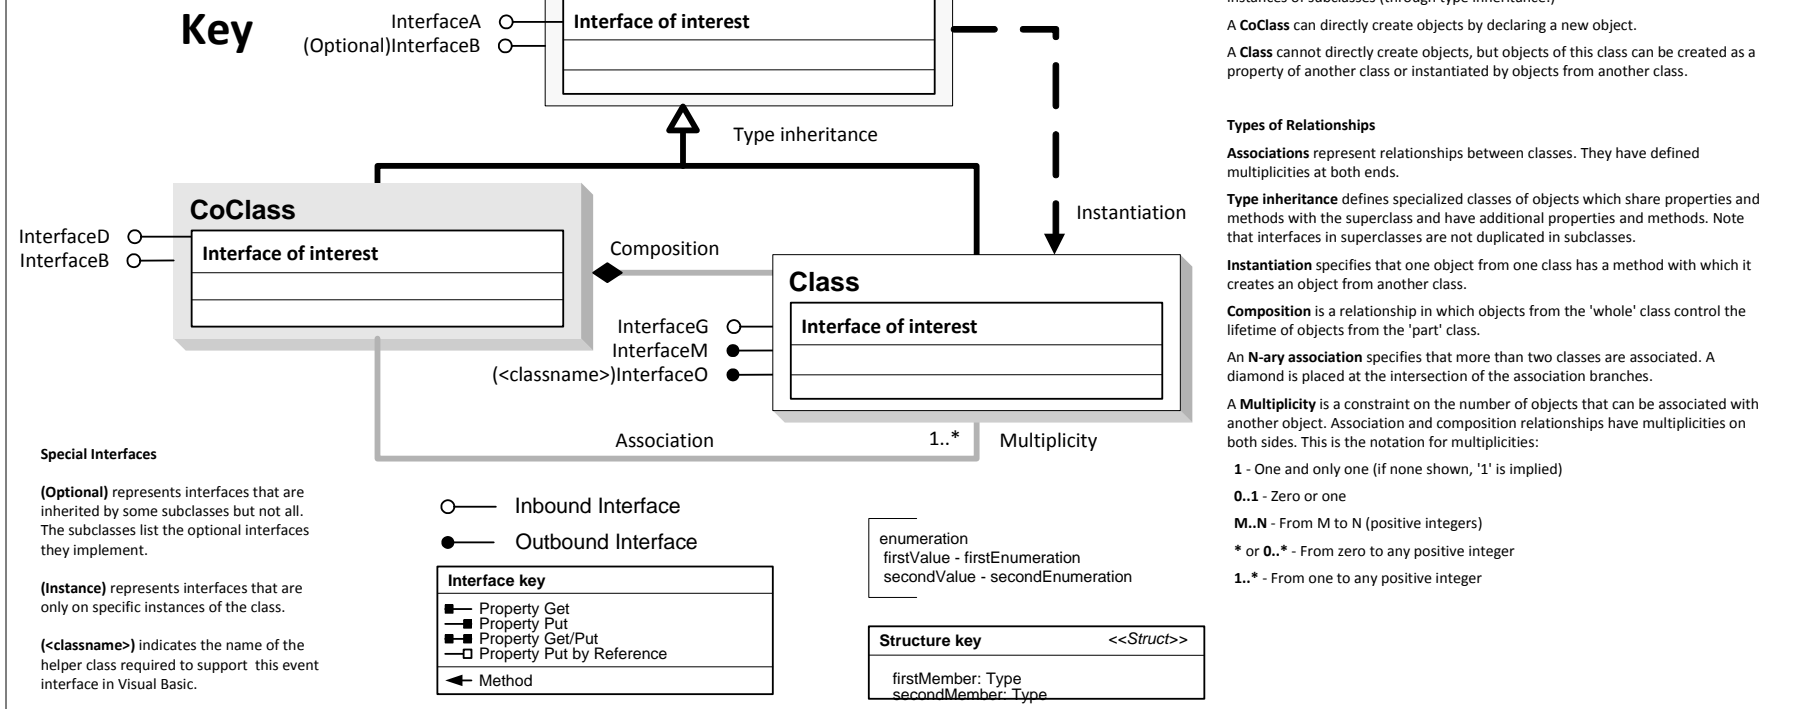 Key
InterfaceA
(Optional)InterfaceB
Interface of interest
Type inheritance
CoClass
Interface of interest
InterfaceD
InterfaceB
Composition
Instantiation
Class
Interface of interest
InterfaceG
InterfaceM
(<classname>)InterfaceO
Association
1..*
Multiplicity
Special Interfaces
(Optional) represents interfaces that are
inherited by some subclasses but not all.
The subclasses list the optional interfaces
they implement.
(Instance) represents interfaces that are
only on specific instances of the class.
(<classname>) indicates the name of the
helper class required to support  this event
interface in Visual Basic.
Inbound Interface
Outbound Interface
Interface key
Property Get
Property Put
Property Get/Put
Property Put by Reference
Method
enumeration
firstValue - firstEnumeration
secondValue - secondEnumeration
Structure key
<<Struct>>
firstMember: Type
secondMember: Type
instances of subclasses (through type inheritance.)
A CoClass can directly create objects by declaring a new object.
A Class cannot directly create objects, but objects of this class can be created as a
property of another class or instantiated by objects from another class.
Types of Relationships
Associations represent relationships between classes. They have defined
multiplicities at both ends.
Type inheritance defines specialized classes of objects which share properties and
methods with the superclass and have additional properties and methods. Note
that interfaces in superclasses are not duplicated in subclasses.
Instantiation specifies that one object from one class has a method with which it
creates an object from another class.
Composition is a relationship in which objects from the 'whole' class control the
lifetime of objects from the 'part' class.
An N-ary association specifies that more than two classes are associated. A
diamond is placed at the intersection of the association branches.
A Multiplicity is a constraint on the number of objects that can be associated with
another object. Association and composition relationships have multiplicities on
both sides. This is the notation for multiplicities:
1 - One and only one (if none shown, '1' is implied)
0..1 - Zero or one
M..N - From M to N (positive integers)
* or 0..* - From zero to any positive integer
1..* - From one to any positive integer